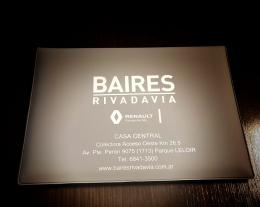 BAIRES
RIVADAVIA
RENAULT
CASA CENTRAL
Colectora Acceso Oeste Km 26,5
Av. Pte. Perón 9075 (1713) Parque LELOIR
Tel: 6841-3500
www.bairesrivadavia.com.ar